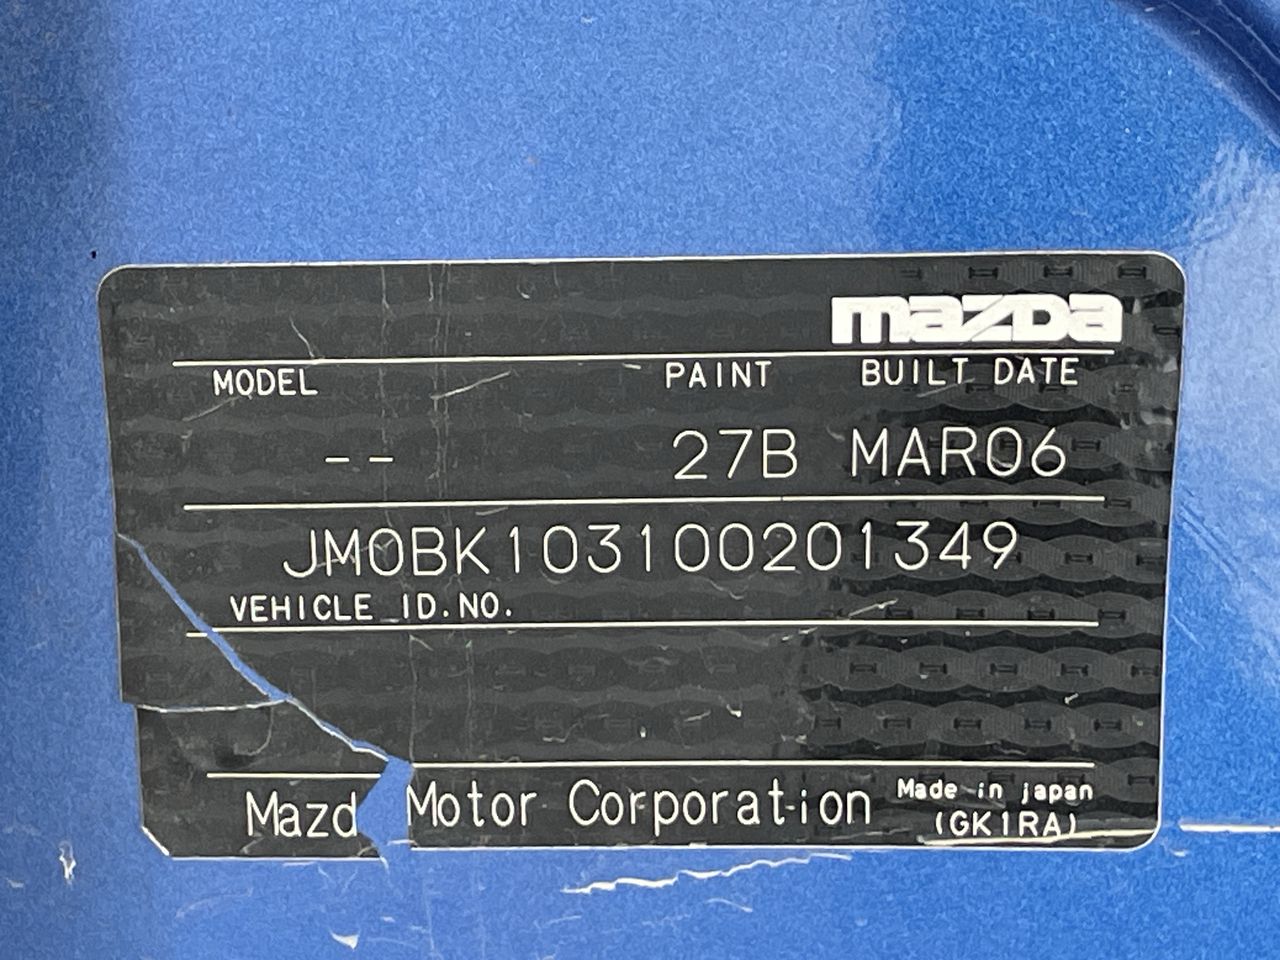 mazda
MODEL PAINT BUILT DATE
-- 27B MAR06
JM0BK103100201349
VEHICLE ID.NO.
Mazd Motor Corporation Made in japan
(GK1RA)